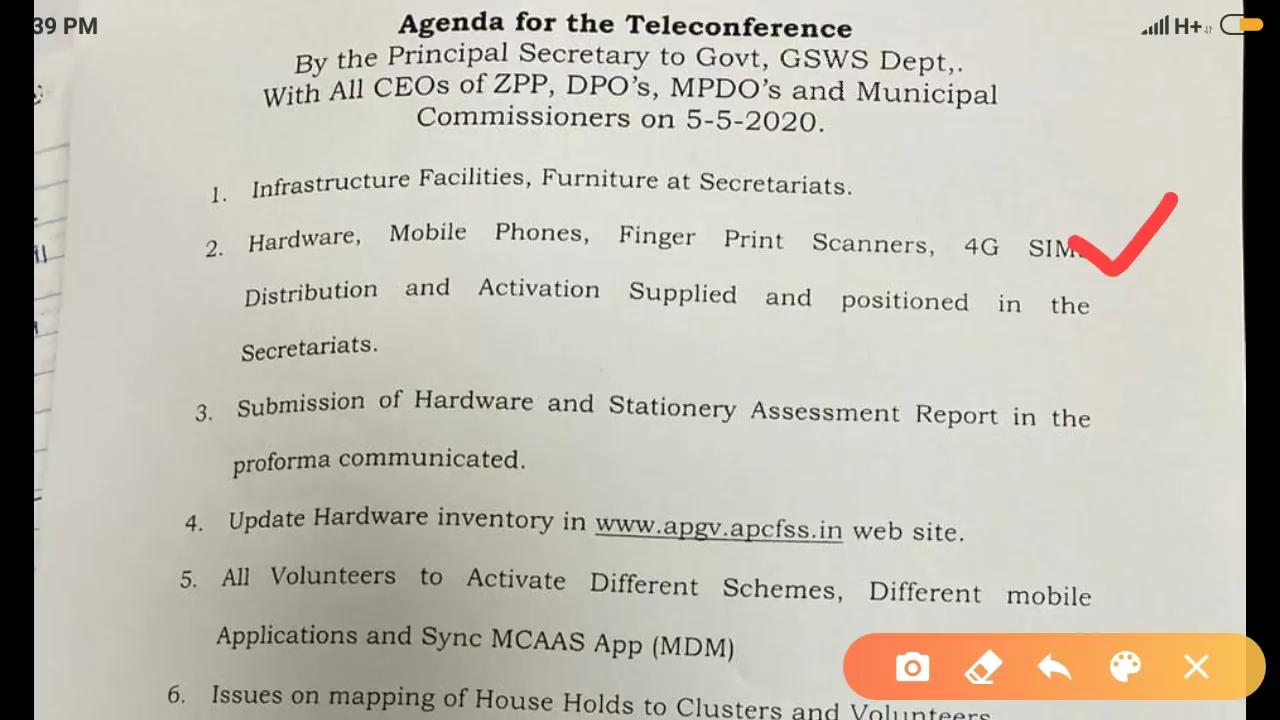 39 PM
H+
Agenda for the Teleconference
By the Principal Secretary to Govt, GSWS Dept,.
With All CEOs of ZPP, DPO's, MPDO's and Municipal
Commissioners on 5-5-2020.
1. Infrastructure Facilities, Furniture at Secretariats.
2. Hardware, Mobile Phones, Finger Print Scanners, 4G SIM
Distribution and Activation Supplied and positioned in the
Secretariats.
3. Submission of Hardware and Stationery Assessment Report in the
proforma communicated.
4. Update Hardware inventory in www.apgv.apcfss.in web site.
5. All Volunteers to Activate Different Schemes, Different mobile
Applications and Sync MCAAS App (MDM)
6. Issues on mapping of House Holds to Clusters and Volunteers